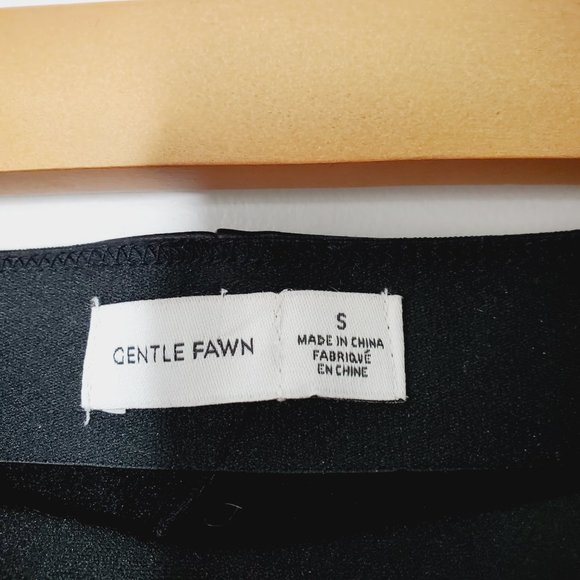 GENTLE FAWN
S
MADE IN CHINA
FABRIQUÉ
EN CHINE